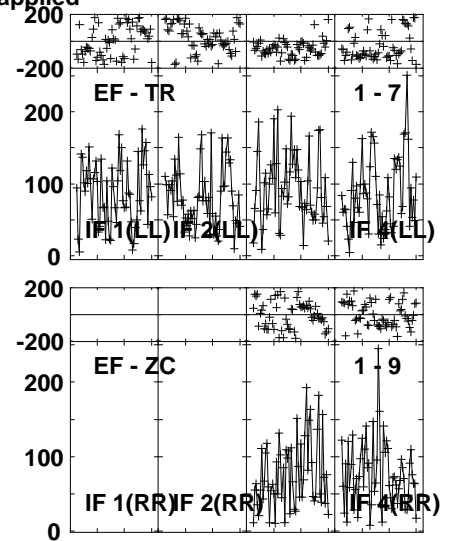 applied
200
-200
EF - TR 1 - 7
200
100
IF 1(LL) IF 2(LL) IF 4(LL)
0
200
-200
EF - ZC 1 - 9
200
100
IF 1(RR) IF 2(RR) IF 4(RR)
0